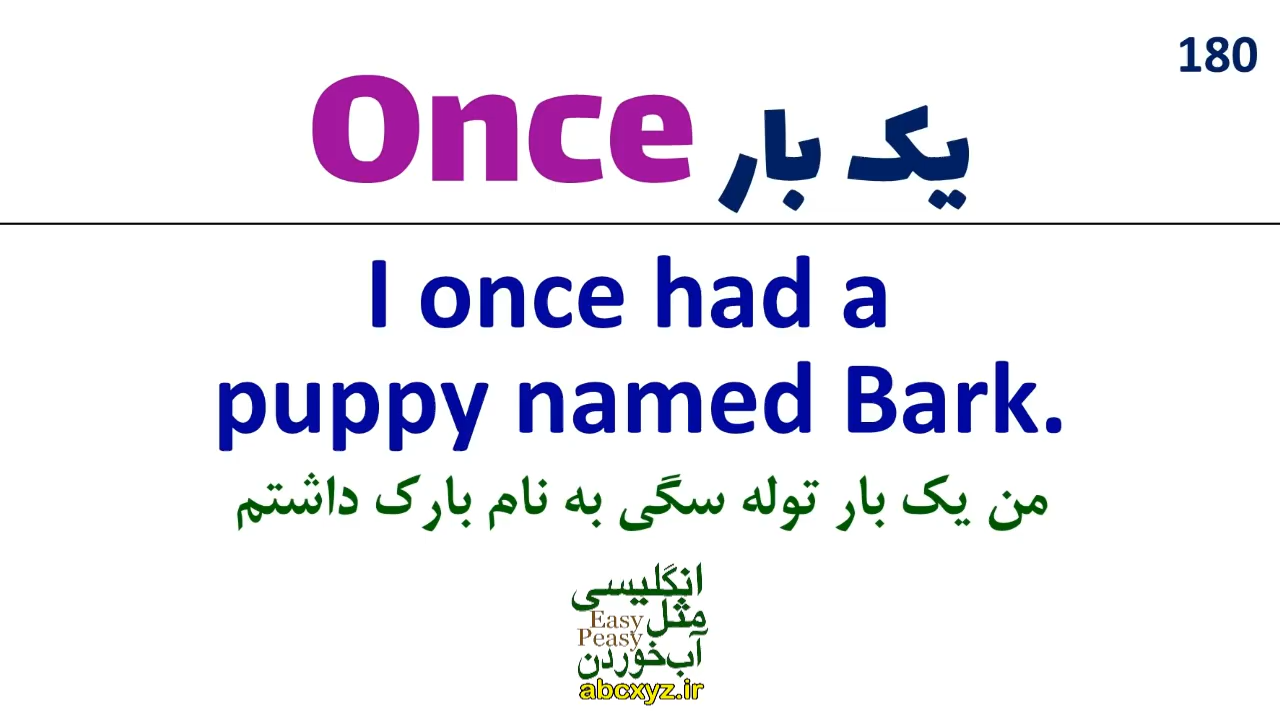 180
Once یک بار
I once had a
puppy named Bark.
من یک بار توله سگی به نام بارک داشتم
انگلیسی
مثل Easy
Peasy
آب‌خوردن
abcxyz.ir